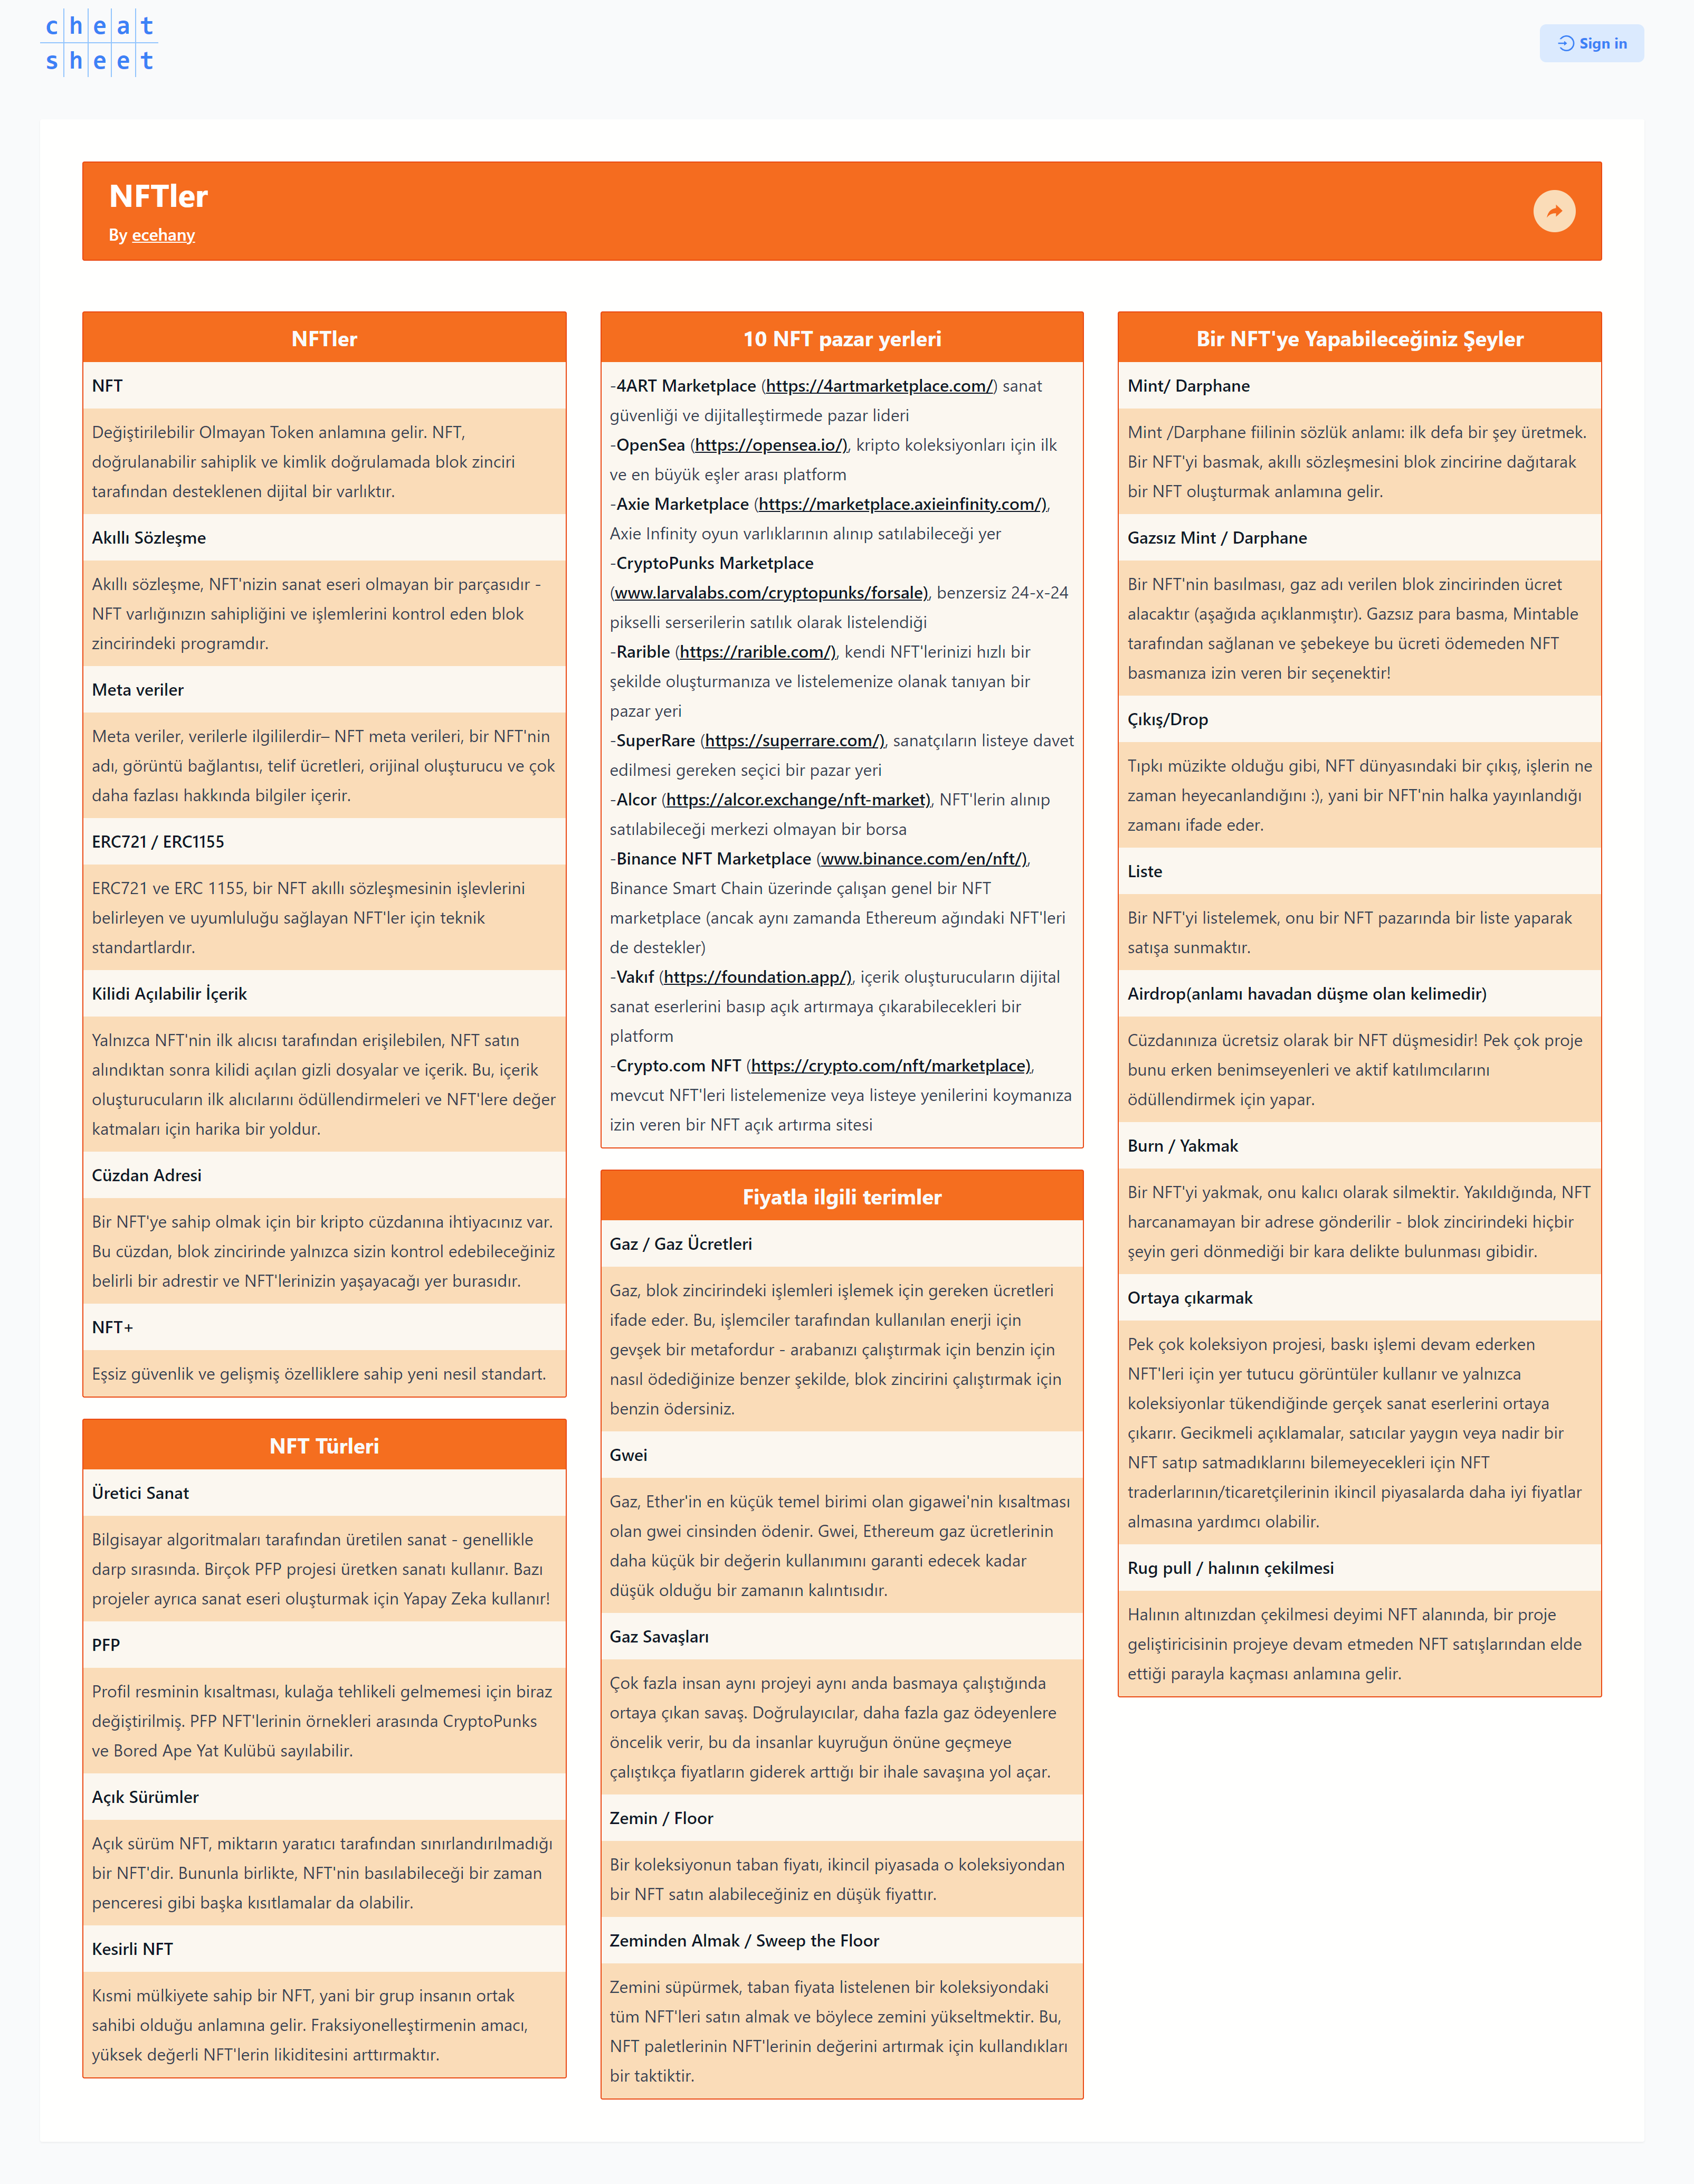 cheat
sheet
Sign in
NFTler
By ecehany
NFTler
NFT
Değiştirilebilir Olmayan Token anlamına gelir. NFT,
doğrulanabilir sahiplik ve kimlik doğrulamada blok zinciri
tarafından desteklenen dijital bir varlıktır.
Akıllı Sözleşme
Akıllı sözleşme, NFT'nizin sanat eseri olmayan bir parçasıdır -
NFT varlığınızın sahipliğini ve işlemlerini kontrol eden blok
zincirindeki programdır.
Meta veriler
Meta veriler, verilerle ilgililerdir– NFT meta verileri, bir NFT'nin
adı, görüntü bağlantısı, telif ücretleri, orijinal oluşturucu ve çok
daha fazlası hakkında bilgiler içerir.
ERC721 / ERC1155
ERC721 ve ERC 1155, bir NFT akıllı sözleşmesinin işlevlerini
belirleyen ve uyumluluğu sağlayan NFT'ler için teknik
standartlardır.
Kilidi Açılabilir İçerik
Yalnızca NFT'nin ilk alıcısı tarafından erişilebilen, NFT satın
alındıktan sonra kilidi açılan gizli dosyalar ve içerik. Bu, içerik
oluşturucuların ilk alıcılarını ödüllendirmeleri ve NFT'lere değer
katmaları için harika bir yoldur.
Cüzdan Adresi
Bir NFT'ye sahip olmak için bir kripto cüzdanına ihtiyacınız var.
Bu cüzdan, blok zincirinde yalnızca sizin kontrol edebileceğiniz
belirli bir adrestir ve NFT'lerinizin yaşayacağı yer burasıdır.
NFT+
Eşsiz güvenlik ve gelişmiş özelliklere sahip yeni nesil standart.
NFT Türleri
Üretici Sanat
Bilgisayar algoritmaları tarafından üretilen sanat - genellikle
darp sırasında. Birçok PFP projesi üretken sanatı kullanır. Bazı
projeler ayrıca sanat eseri oluşturmak için Yapay Zeka kullanır!
PFP
Profil resminin kısaltması, kulağa tehlikeli gelmemesi için biraz
değiştirilmiş. PFP NFT'lerinin örnekleri arasında CryptoPunks
ve Bored Ape Yat Kulübü sayılabilir.
Açık Sürümler
Açık sürüm NFT, miktarın yaratıcı tarafından sınırlandırılmadığı
bir NFT'dir. Bununla birlikte, NFT'nin basılabileceği bir zaman
penceresi gibi başka kısıtlamalar da olabilir.
Kesirli NFT
Kısmi mülkiyete sahip bir NFT, yani bir grup insanın ortak
sahibi olduğu anlamına gelir. Fraksiyonelleştirmenin amacı,
yüksek değerli NFT'lerin likiditesini arttırmaktır.
10 NFT pazar yerleri
-4ART Marketplace (https://4artmarketplace.com/) sanat
güvenliği ve dijitalleştirmede pazar lideri
-OpenSea (https://opensea.io/), kripto koleksiyonları için ilk
ve en büyük eşler arası platform
-Axie Marketplace (https://marketplace.axieinfinity.com/),
Axie Infinity oyun varlıklarının alınıp satılabileceği yer
-CryptoPunks Marketplace
(www.larvalabs.com/cryptopunks/forsale), benzersiz 24-x-24
pikselli serserilerin satılık olarak listelendiği
-Rarible (https://rarible.com/), kendi NFT'lerinizi hızlı bir
şekilde oluşturmanıza ve listelemenize olanak tanıyan bir
pazar yeri
-SuperRare (https://superrare.com/), sanatçıların listeye davet
edilmesi gereken seçici bir pazar yeri
-Alcor (https://alcor.exchange/nft-market), NFT'lerin alınıp
satılabileceği merkezi olmayan bir borsa
-Binance NFT Marketplace (www.binance.com/en/nft/),
Binance Smart Chain üzerinde çalışan genel bir NFT
marketplace (ancak aynı zamanda Ethereum ağındaki NFT'leri
de destekler)
-Vakıf (https://foundation.app/), içerik oluşturucuların dijital
sanat eserlerini basıp açık artırmaya çıkarabilecekleri bir
platform
-Crypto.com NFT (https://crypto.com/nft/marketplace),
mevcut NFT'leri listelemenize veya listeye yenilerini koymanıza
izin veren bir NFT açık artırma sitesi
Fiyatla ilgili terimler
Gaz / Gaz Ücretleri
Gaz, blok zincirindeki işlemleri işlemek için gereken ücretleri
ifade eder. Bu, işlemciler tarafından kullanılan enerji için
gevşek bir metafordur - arabanızı çalıştırmak için benzin için
nasıl ödediğinize benzer şekilde, blok zincirini çalıştırmak için
benzin ödersiniz.
Gwei
Gaz, Ether'in en küçük temel birimi olan gigawei'nin kısaltması
olan gwei cinsinden ödenir. Gwei, Ethereum gaz ücretlerinin
daha küçük bir değerin kullanımını garanti edecek kadar
düşük olduğu bir zamanın kalıntısıdır.
Gaz Savaşları
Çok fazla insan aynı projeyi aynı anda basmaya çalıştığında
ortaya çıkan savaş. Doğrulayıcılar, daha fazla gaz ödeyenlere
öncelik verir, bu da insanlar kuyruğun önüne geçmeye
çalıştıkça fiyatların giderek arttığı bir ihale savaşına yol açar.
Zemin / Floor
Bir koleksiyonun taban fiyatı, ikincil piyasada o koleksiyondan
bir NFT satın alabileceğiniz en düşük fiyattır.
Zeminden Almak / Sweep the Floor
Zemini süpürmek, taban fiyata listelenen bir koleksiyondaki
tüm NFT'leri satın almak ve böylece zemini yükseltmektir. Bu,
NFT paletlerinin NFT'lerinin değerini artırmak için kullandıkları
bir taktiktir.
Bir NFT'ye Yapabileceğiniz Şeyler
Mint/ Darphane
Mint /Darphane fiilinin sözlük anlamı: ilk defa bir şey üretmek.
Bir NFT'yi basmak, akıllı sözleşmesini blok zincirine dağıtarak
bir NFT oluşturmak anlamına gelir.
Gazsız Mint / Darphane
Bir NFT'nin basılması, gaz adı verilen blok zincirinden ücret
alacaktır (aşağıda açıklanmıştır). Gazsız para basma, Mintable
tarafından sağlanan ve şebekeye bu ücreti ödemeden NFT
basmanıza izin veren bir seçenektir!
Çıkış/Drop
Tıpkı müzikte olduğu gibi, NFT dünyasındaki bir çıkış, işlerin ne
zaman heyecanlandığını :), yani bir NFT'nin halka yayınlandığı
zamanı ifade eder.
Liste
Bir NFT'yi listelemek, onu bir NFT pazarında bir liste yaparak
satışa sunmaktır.
Airdrop(anlamı havadan düşme olan kelimedir)
Cüzdanınıza ücretsiz olarak bir NFT düşmesidir! Pek çok proje
bunu erken benimseyenleri ve aktif katılımcılarını
ödüllendirmek için yapar.
Burn / Yakmak
Bir NFT'yi yakmak, onu kalıcı olarak silmektir. Yakıldığında, NFT
harcanamayan bir adrese gönderilir - blok zincirindeki hiçbir
şeyin geri dönmediği bir kara delikte bulunması gibidir.
Ortaya çıkarmak
Pek çok koleksiyon projesi, baskı işlemi devam ederken
NFT'leri için yer tutucu görüntüler kullanır ve yalnızca
koleksiyonlar tükendiğinde gerçek sanat eserlerini ortaya
çıkarır. Gecikmeli açıklamalar, satıcılar yaygın veya nadir bir
NFT satıp satmadıklarını bilemeyecekleri için NFT
traderlarının/ticaretçilerinin ikincil piyasalarda daha iyi fiyatlar
almasına yardımcı olabilir.
Rug pull / halının çekilmesi
Halının altınızdan çekilmesi deyimi NFT alanında, bir proje
geliştiricisinin projeye devam etmeden NFT satışlarından elde
ettiği parayla kaçması anlamına gelir.